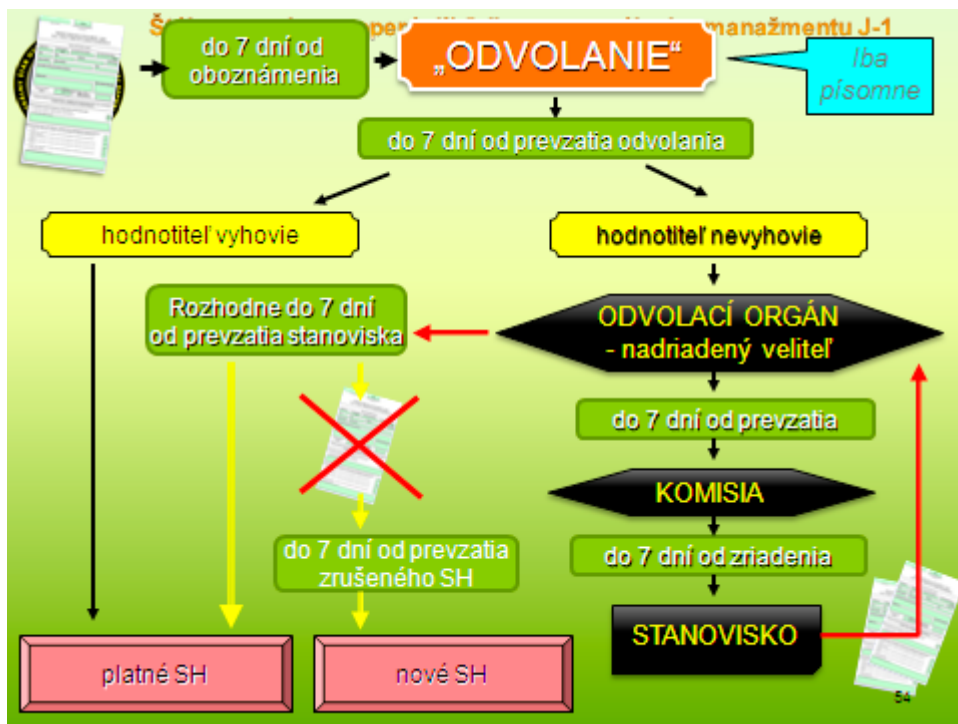 manažmentu J-1
do 7 dní od
oboznámenia
„ODVOLANIE“
Iba
písomne
do 7 dní od prevzatia odvolania
hodnotiteľ vyhovie
hodnotiteľ nevyhovie
Rozhodne do 7 dní
od prevzatia stanoviska
ODVOLACÍ ORGÁN
- nadriadený veliteľ
do 7 dní od prevzatia
KOMISIA
do 7 dní od prevzatia
zrušeného SH
do 7 dní od zriadenia
STANOVISKO
platné SH
nové SH
54